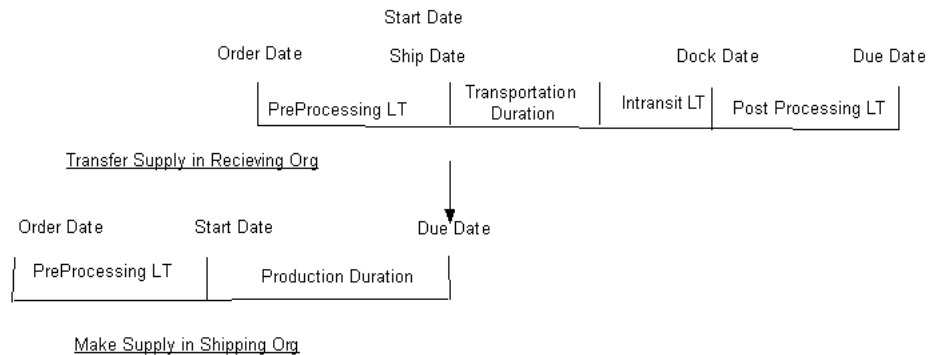 Start Date
Order Date Ship Date Dock Date Due Date
PreProcessing LT Transportation Duration Intransit LT Post Processing LT
Transfer Supply in Recieving Org
Order Date Start Date Due Date
PreProcessing LT Production Duration
Make Supply in Shipping Org